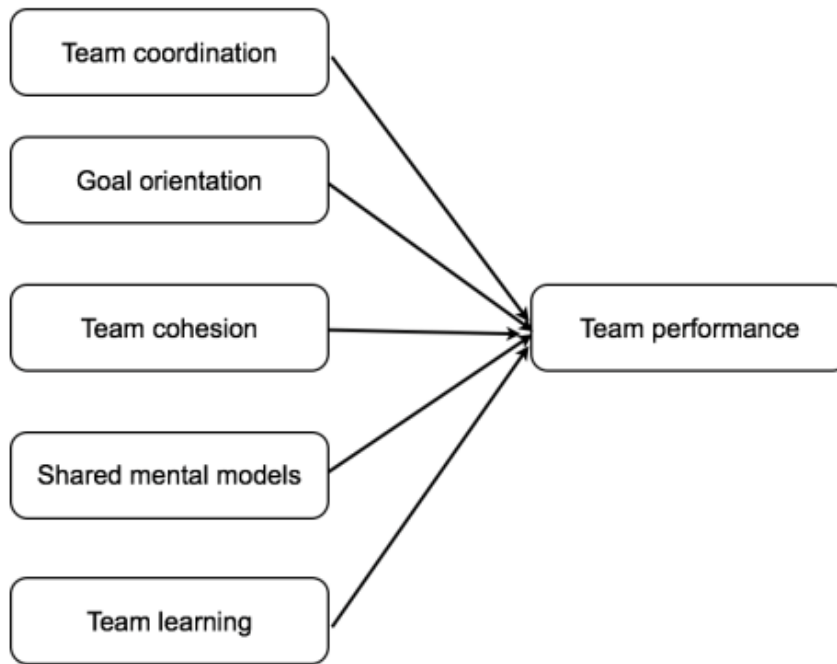 Team coordination
Goal orientation
Team cohesion
Team performance
Shared mental models
Team learning